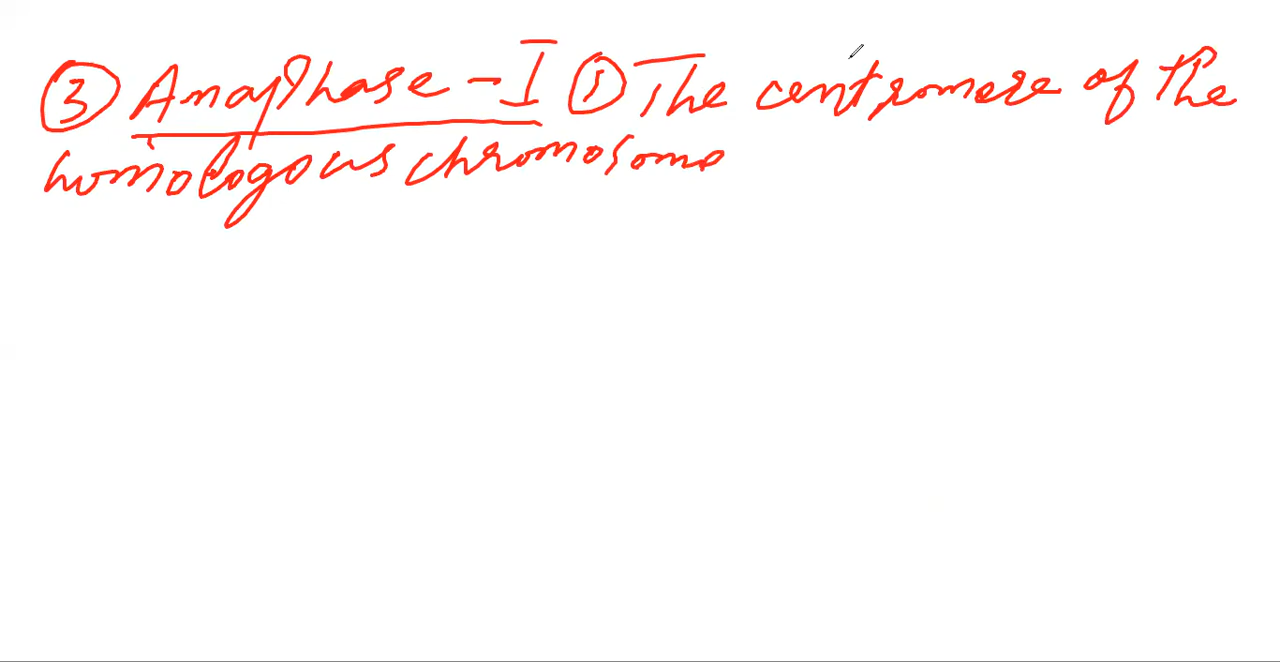 ③ Anaphase-I ① The centromere of the
homologous chromosome